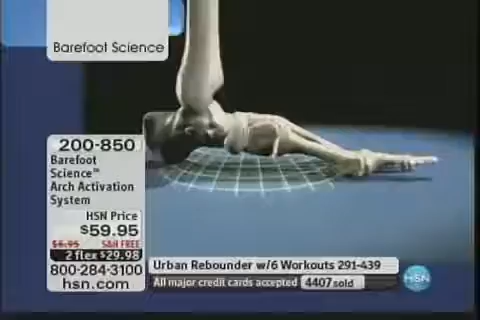 Barefoot Science
200-850
Barefoot
Science™
Arch Activation
System
HSN Price
$59.95
$6.95 S&H FREE
2 flex $29.98
800-284-3100
hsn.com
Urban Rebounder w/6 Workouts 291-439
All major credit cards accepted 4407 sold
HSN